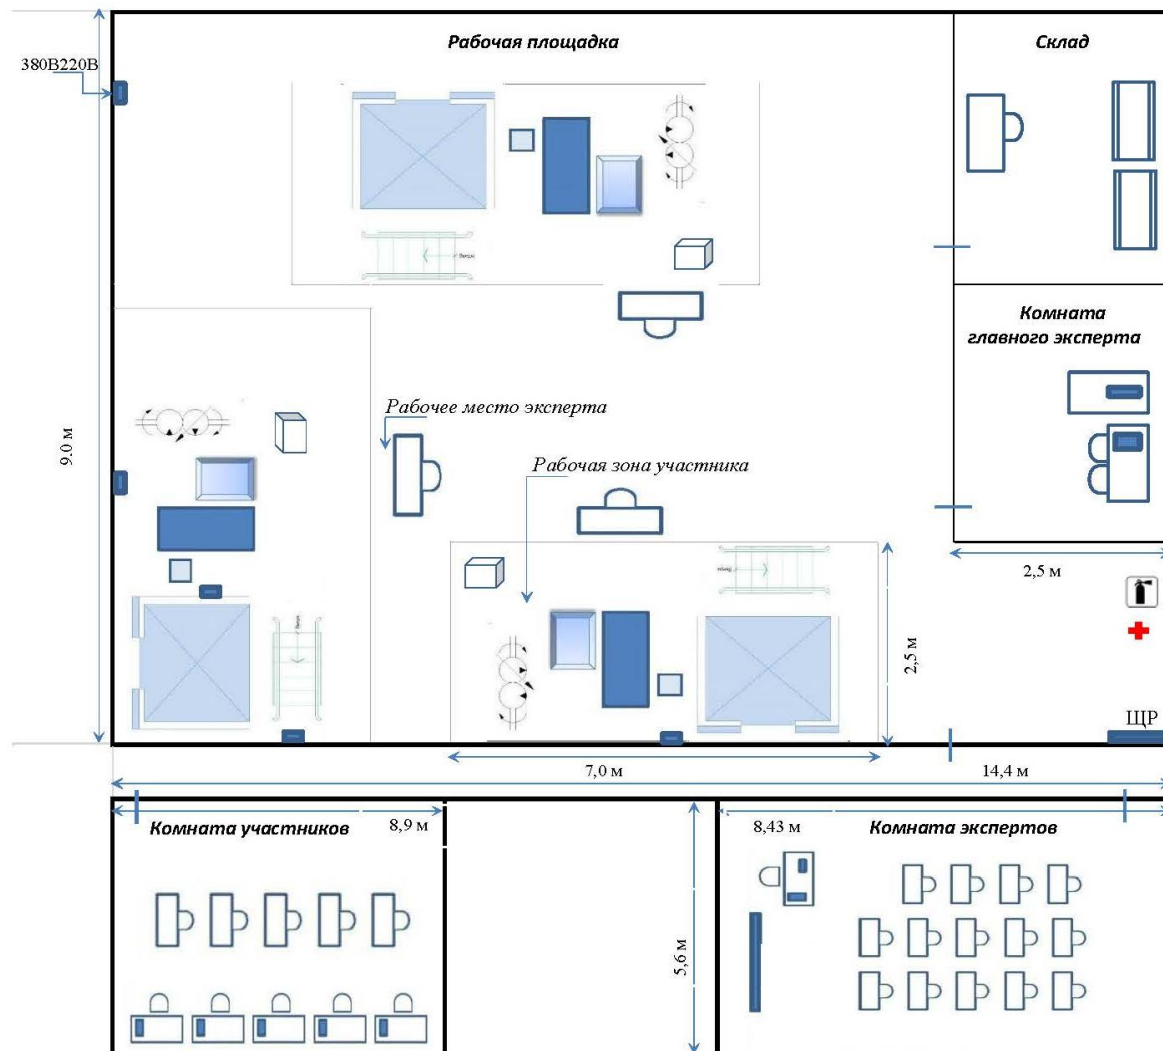 Рабочая площадка
Склад
380В220В
Комната
главного эксперта
Рабочее место эксперта
Рабочая зона участника
9.0 м
2,5 м
2,5 м
ЩР
7,0 м
14,4 м
Комната участников
8,9 м
8,43 м
Комната экспертов
5,6 м